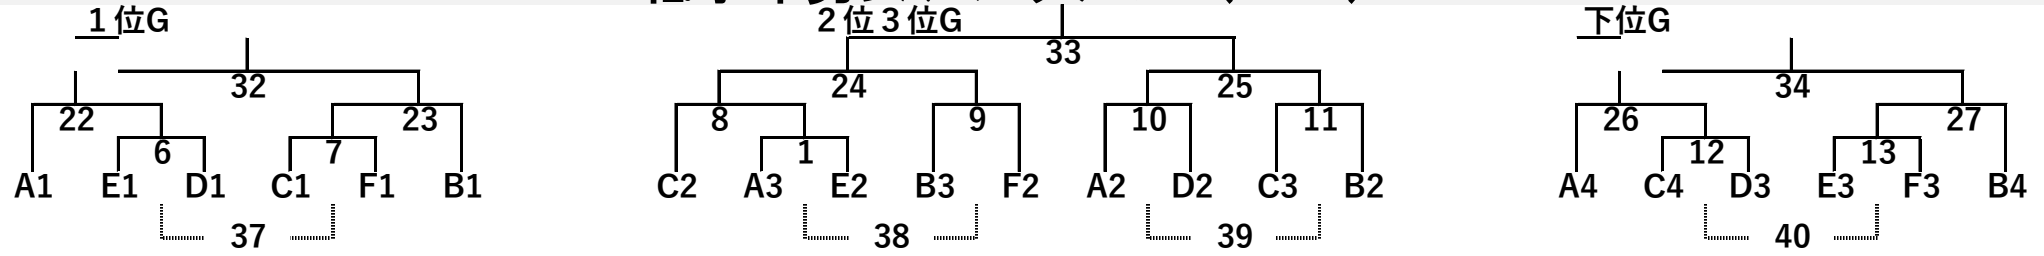 1位G 2位3位G 下位G
33
32 24 25 34
22 23 8 9 10 11 26 27
6 7 1 12 13
A1 E1 D1 C1 F1 B1 C2 A3 E2 B3 F2 A2 D2 C3 B2 A4 C4 D3 E3 F3 B4
37 38 39 40